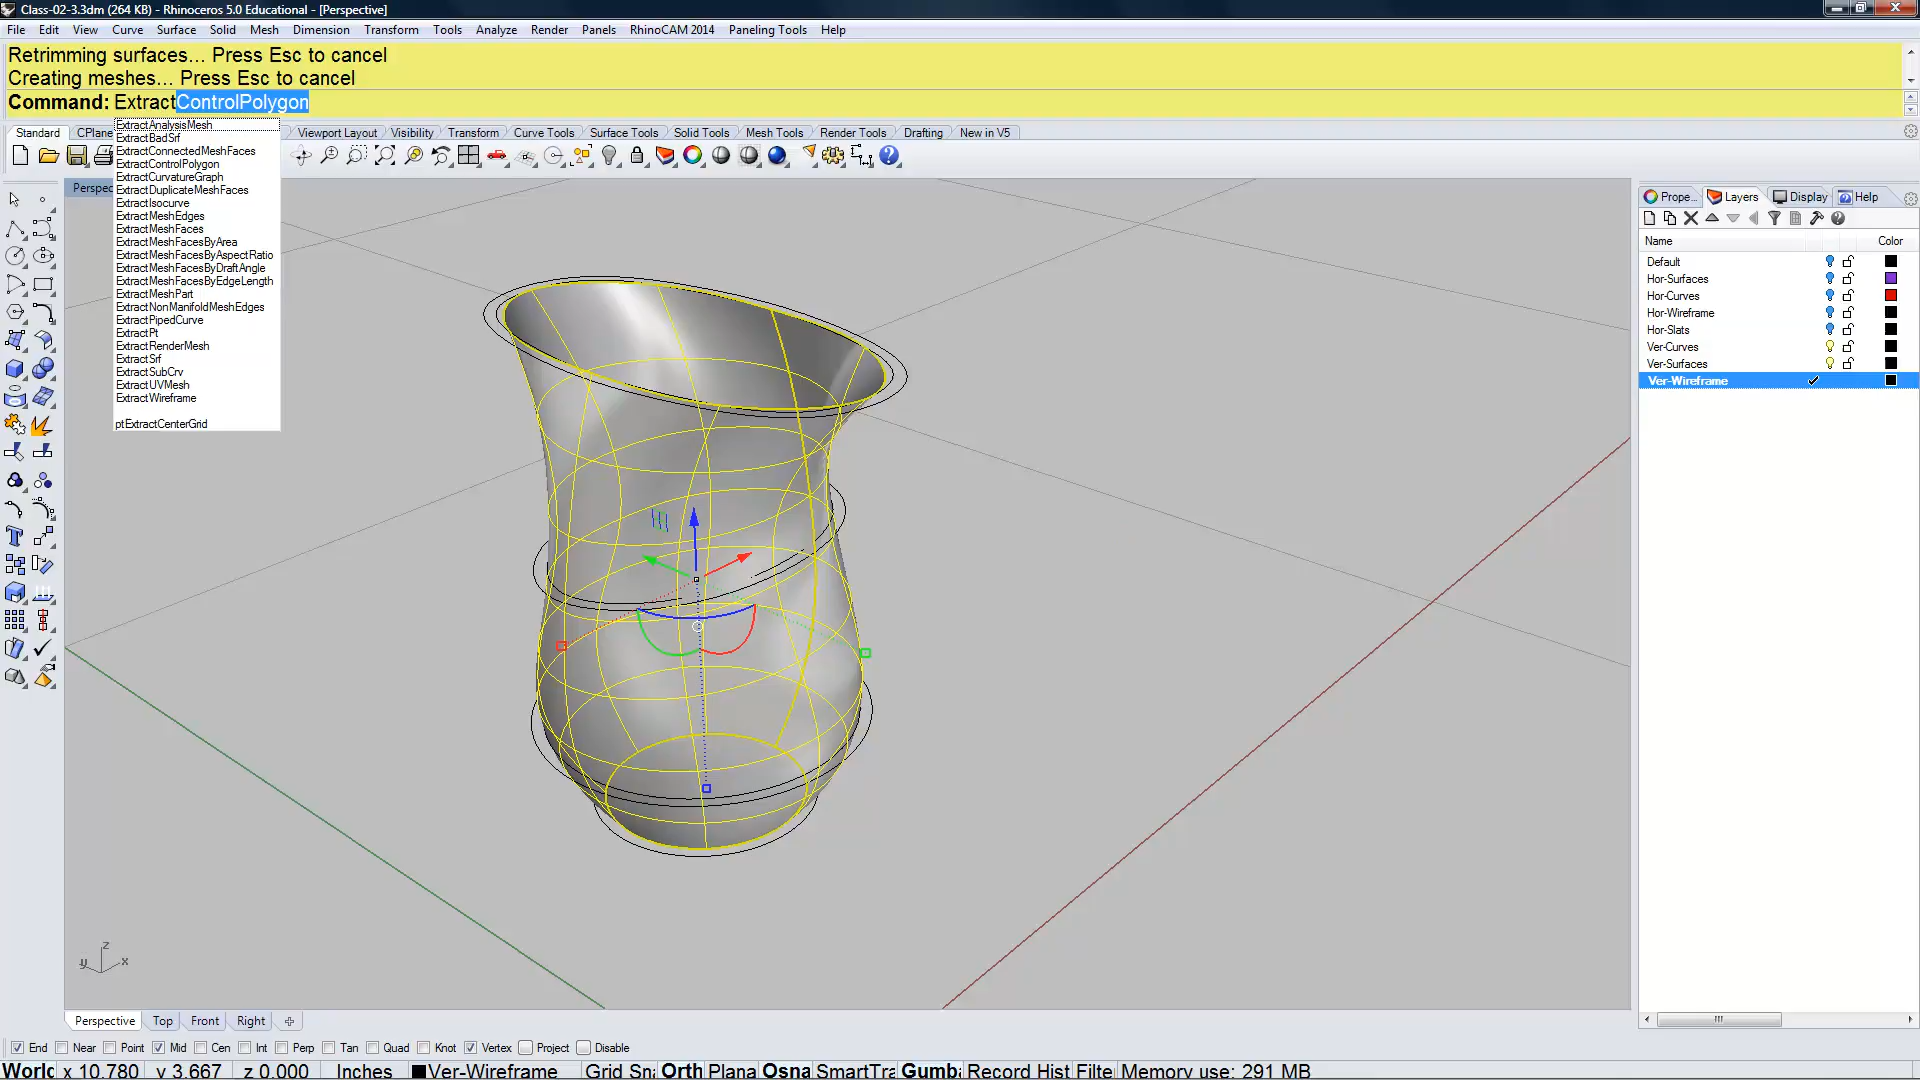 Class-02-3.3dm (264 KB) - Rhinoceros 5.0 Educational - [Perspective]
File Edit View Curve Surface Solid Mesh Dimension Transform Tools Analyze Render Panels RhinoCAM 2014 Paneling Tools Help
Retrimming surfaces... Press Esc to cancel
Creating meshes... Press Esc to cancel
Command: ExtractControlPolygon
Standard CPlane Viewport Layout Visibility Transform Curve Tools Surface Tools Solid Tools Mesh Tools Render Tools Drafting New in V5
ExtractAnalysisMesh
ExtractBadSrf
ExtractConnectedMeshFaces
ExtractControlPolygon
ExtractCurvatureGraph
ExtractDuplicateMeshFaces
ExtractIsocurve
ExtractMeshEdges
ExtractMeshFaces
ExtractMeshFacesByArea
ExtractMeshFacesByAspectRatio
ExtractMeshFacesByDraftAngle
ExtractMeshFacesByEdgeLength
ExtractMeshPart
ExtractNonManifoldMeshEdges
ExtractPipedCurve
ExtractPt
ExtractRenderMesh
ExtractSrf
ExtractSubCrv
ExtractUVMesh
ExtractWireframe
ptExtractCenterGrid
Perspec
Prope... Layers Display Help
Name Color
Default
Hor-Surfaces
Hor-Curves
Hor-Wireframe
Hor-Slats
Ver-Curves
Ver-Surfaces
Ver-Wireframe
z
y x
Perspective Top Front Right
End Near Point Mid Cen Int Perp Tan Quad Knot Vertex Project Disable
World x 10.780 y 3.667 z 0.000 Inches Ver-Wireframe Grid Sna Orth Plana Osna SmartTra Gumba Record Hist Filte Memory use: 291 MB